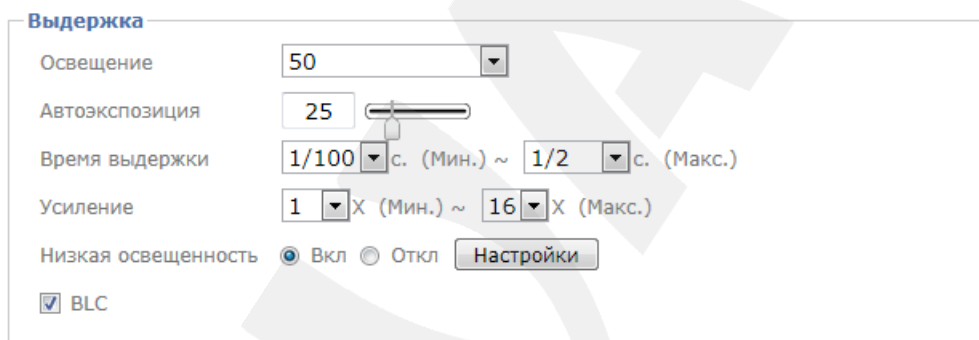 Выдержка
Освещение 50
Автоэкспозиция 25
Время выдержки 1/100 с. (Мин.) ~ 1/2 с. (Макс.)
Усиление 1 X (Мин.) ~ 16 X (Макс.)
Низкая освещенность Вкл Откл Настройки
BLC